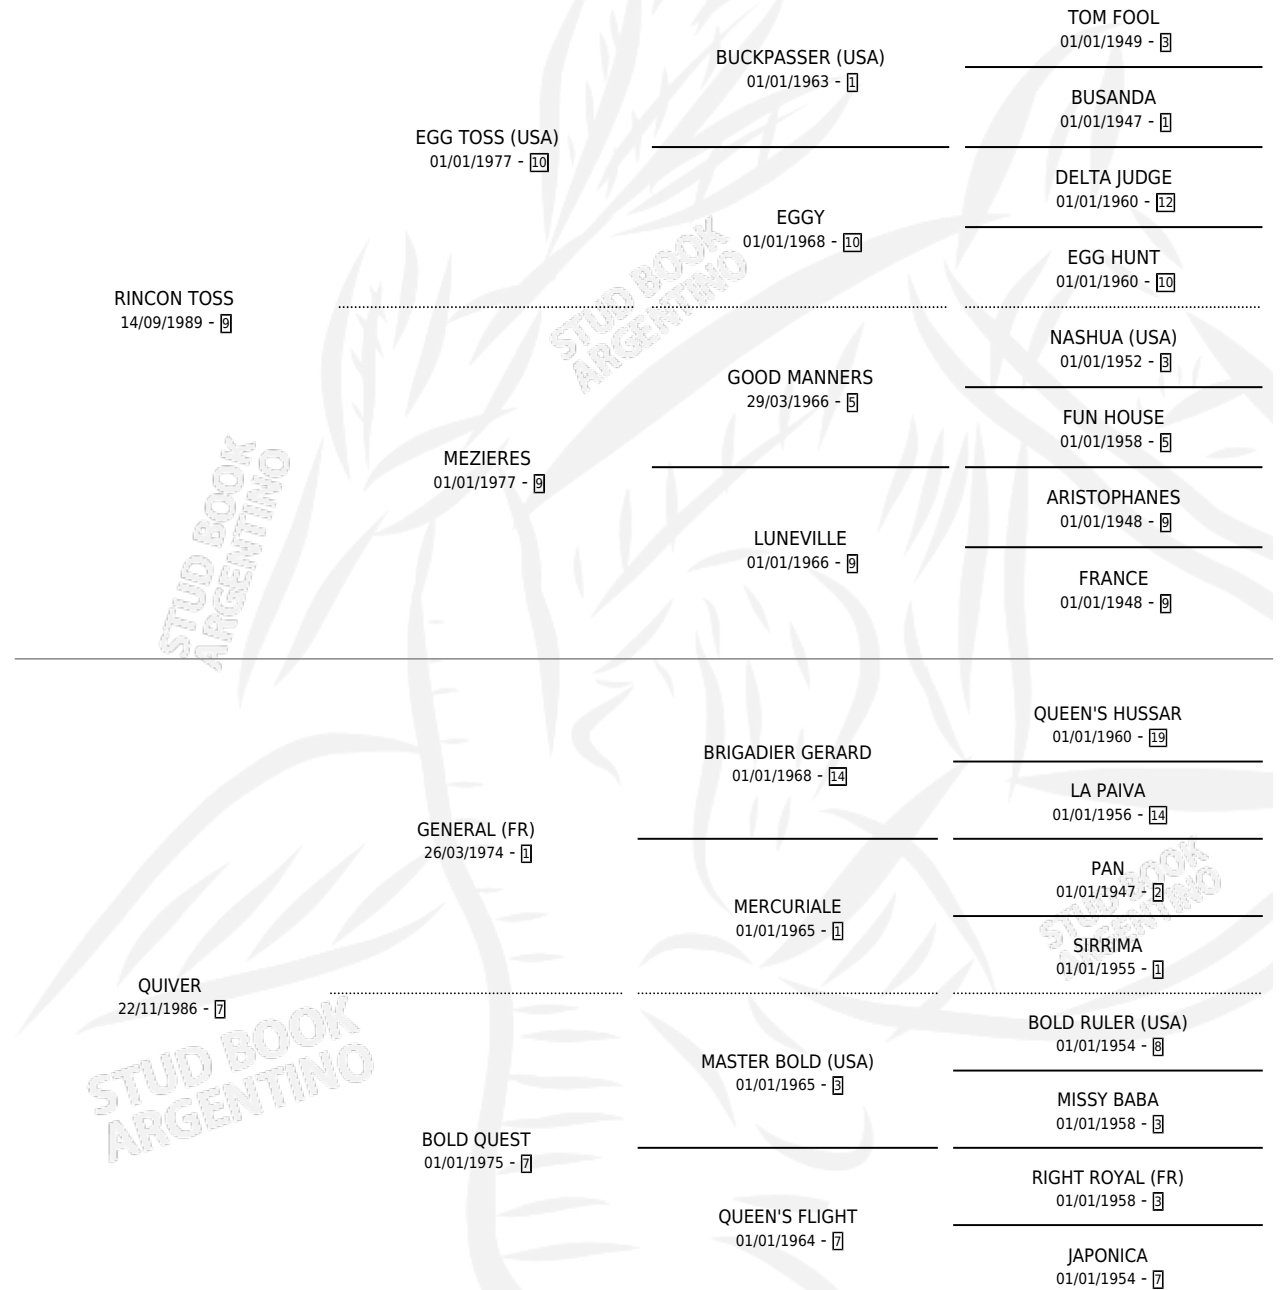 TOM FOOL
01/01/1949 - 3
BUCKPASSER (USA)
01/01/1963 - 1
BUSANDA
01/01/1947 - 1
EGG TOSS (USA)
01/01/1977 - 10
DELTA JUDGE
01/01/1960 - 12
EGGY
01/01/1968 - 10
EGG HUNT
01/01/1960 - 10
RINCON TOSS
14/09/1989 - 9
NASHUA (USA)
01/01/1952 - 3
GOOD MANNERS
29/03/1966 - 5
FUN HOUSE
01/01/1958 - 5
MEZIERES
01/01/1977 - 9
ARISTOPHANES
01/01/1948 - 9
LUNEVILLE
01/01/1966 - 9
FRANCE
01/01/1948 - 9
QUEEN'S HUSSAR
01/01/1960 - 19
BRIGADIER GERARD
01/01/1968 - 14
LA PAIVA
01/01/1956 - 14
GENERAL (FR)
26/03/1974 - 1
PAN
01/01/1947 - 2
MERCURIALE
01/01/1965 - 1
SIRRIMA
01/01/1955 - 1
QUIVER
22/11/1986 - 7
BOLD RULER (USA)
01/01/1954 - 8
MASTER BOLD (USA)
01/01/1965 - 3
MISSY BABA
01/01/1958 - 3
BOLD QUEST
01/01/1975 - 7
RIGHT ROYAL (FR)
01/01/1958 - 3
QUEEN'S FLIGHT
01/01/1964 - 7
JAPONICA
01/01/1954 - 7
STUD BOOK
ARGENTINO
STUD BOOK
ARGENTINO
STUD BOOK
ARGENTINO
STUD BOOK
ARGENTINO